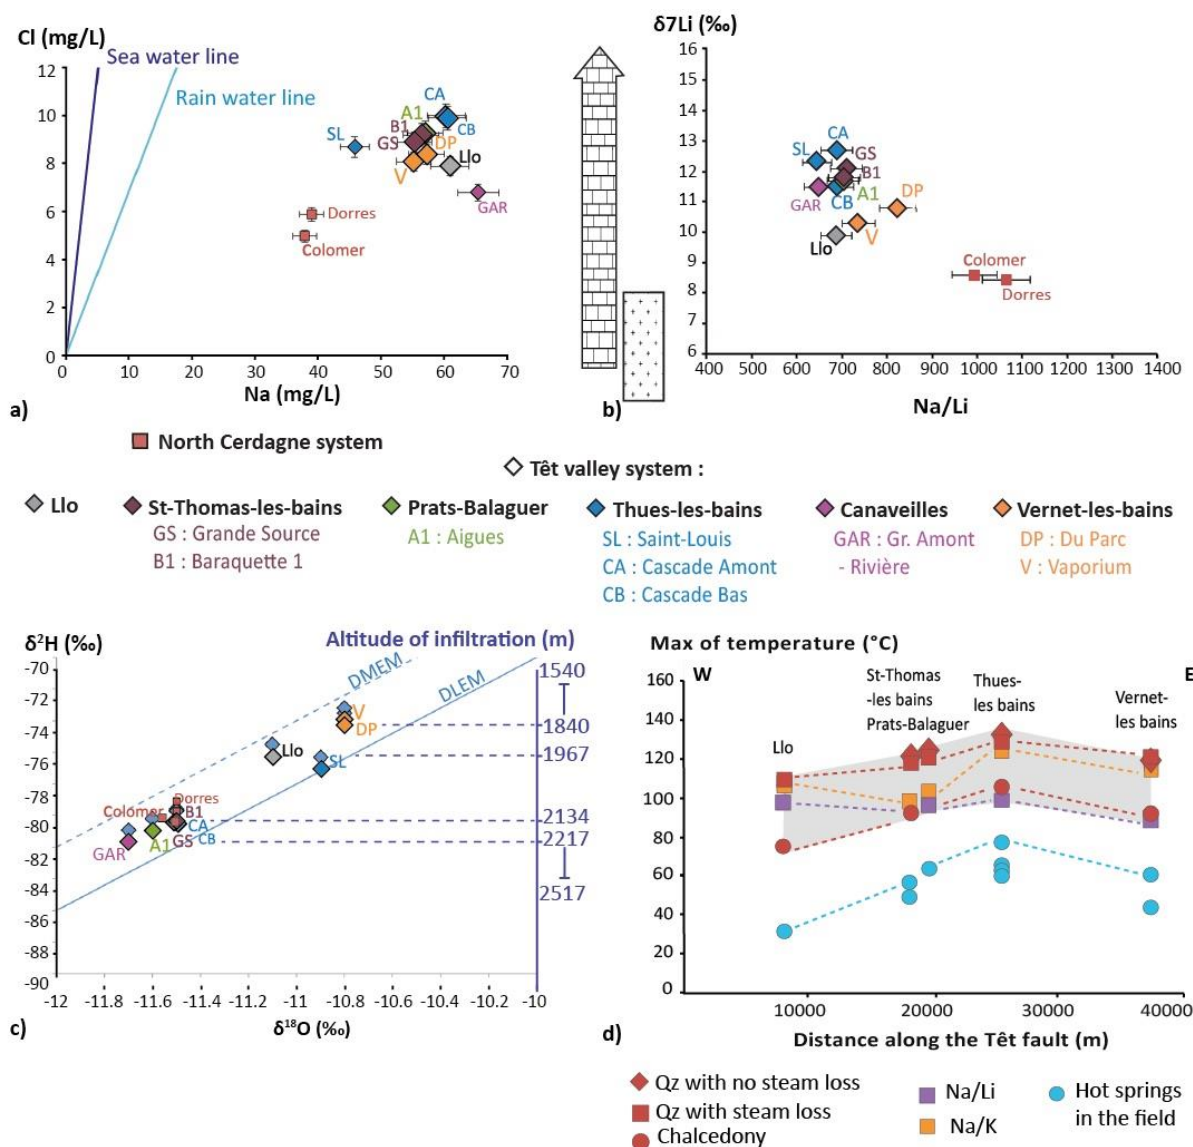 Cl (mg/L)
Sea water line
Rain water line
12
10
8
6
4
2
0
0
10
20
30
40
50
60
70
Na (mg/L)
SL
A1
CA
B1
CB
GS
DP
V
Llo
GAR
Dorres
Colomer
a)
δ7Li (‰)
16
15
14
13
12
11
10
9
8
7
6
400
500
600
700
800
900
1000
1100
1200
1300
1400
Na/Li
CA
SL
GS
B1
GAR
CB
A1
DP
V
Llo
Colomer
Dorres
b)
North Cerdagne system
Têt valley system :
Llo
St-Thomas-les-bains
GS : Grande Source
B1 : Baraquette 1
Prats-Balaguer
A1 : Aigues
Thues-les-bains
SL : Saint-Louis
CA : Cascade Amont
CB : Cascade Bas
Canaveilles
GAR : Gr. Amont
- Rivière
Vernet-les-bains
DP : Du Parc
V : Vaporium
δ²H (‰)
Altitude of infiltration (m)
-70
-72
-74
-76
-78
-80
-82
-84
-86
-88
-90
-12
-11.8
-11.6
-11.4
-11.2
-11
-10.8
-10.6
-10.4
-10.2
-10
δ¹⁸O (‰)
DMEM
DLEM
V
DP
Llo
SL
Dorres
Colomer
B1
CA
GS
CB
A1
GAR
1540
1840
1967
2134
2217
2517
c)
Max of temperature (°C)
W
E
160
140
120
100
80
60
40
20
0
Llo
St-Thomas
-les bains
Prats-Balaguer
Thues-
les bains
Vernet-
les bains
10000
20000
30000
40000
Distance along the Têt fault (m)
d)
Qz with no steam loss
Qz with steam loss
Chalcedony
Na/Li
Na/K
Hot springs
in the field